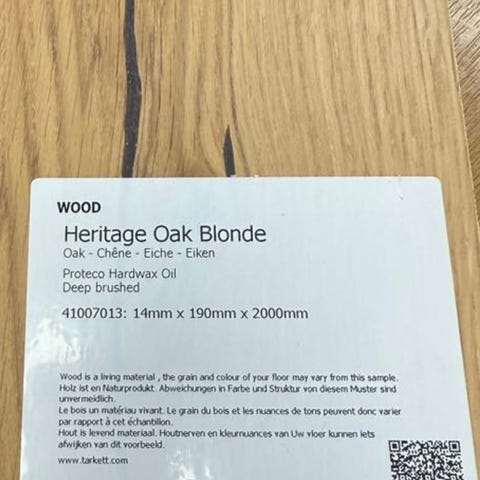 WOOD
Heritage Oak Blonde
Oak - Chêne - Eiche - Eiken
Proteco Hardwax Oil
Deep brushed
41007013: 14mm x 190mm x 2000mm
Wood is a living material , the grain and colour of your floor may vary from this sample.
Holz ist en Naturprodukt. Abweichungen in Farbe und Struktur von diesem Muster sind
unvermeidlich.
Le bois un matériau vivant. Le grain du bois et les nuances de tons peuvent donc varier
par rapport à cet échantillon.
Hout is levend materiaal. Houtnerven en kleurnuances van Uw vloer kunnen iets
afwijken van dit voorbeeld.
www.tarkett.com